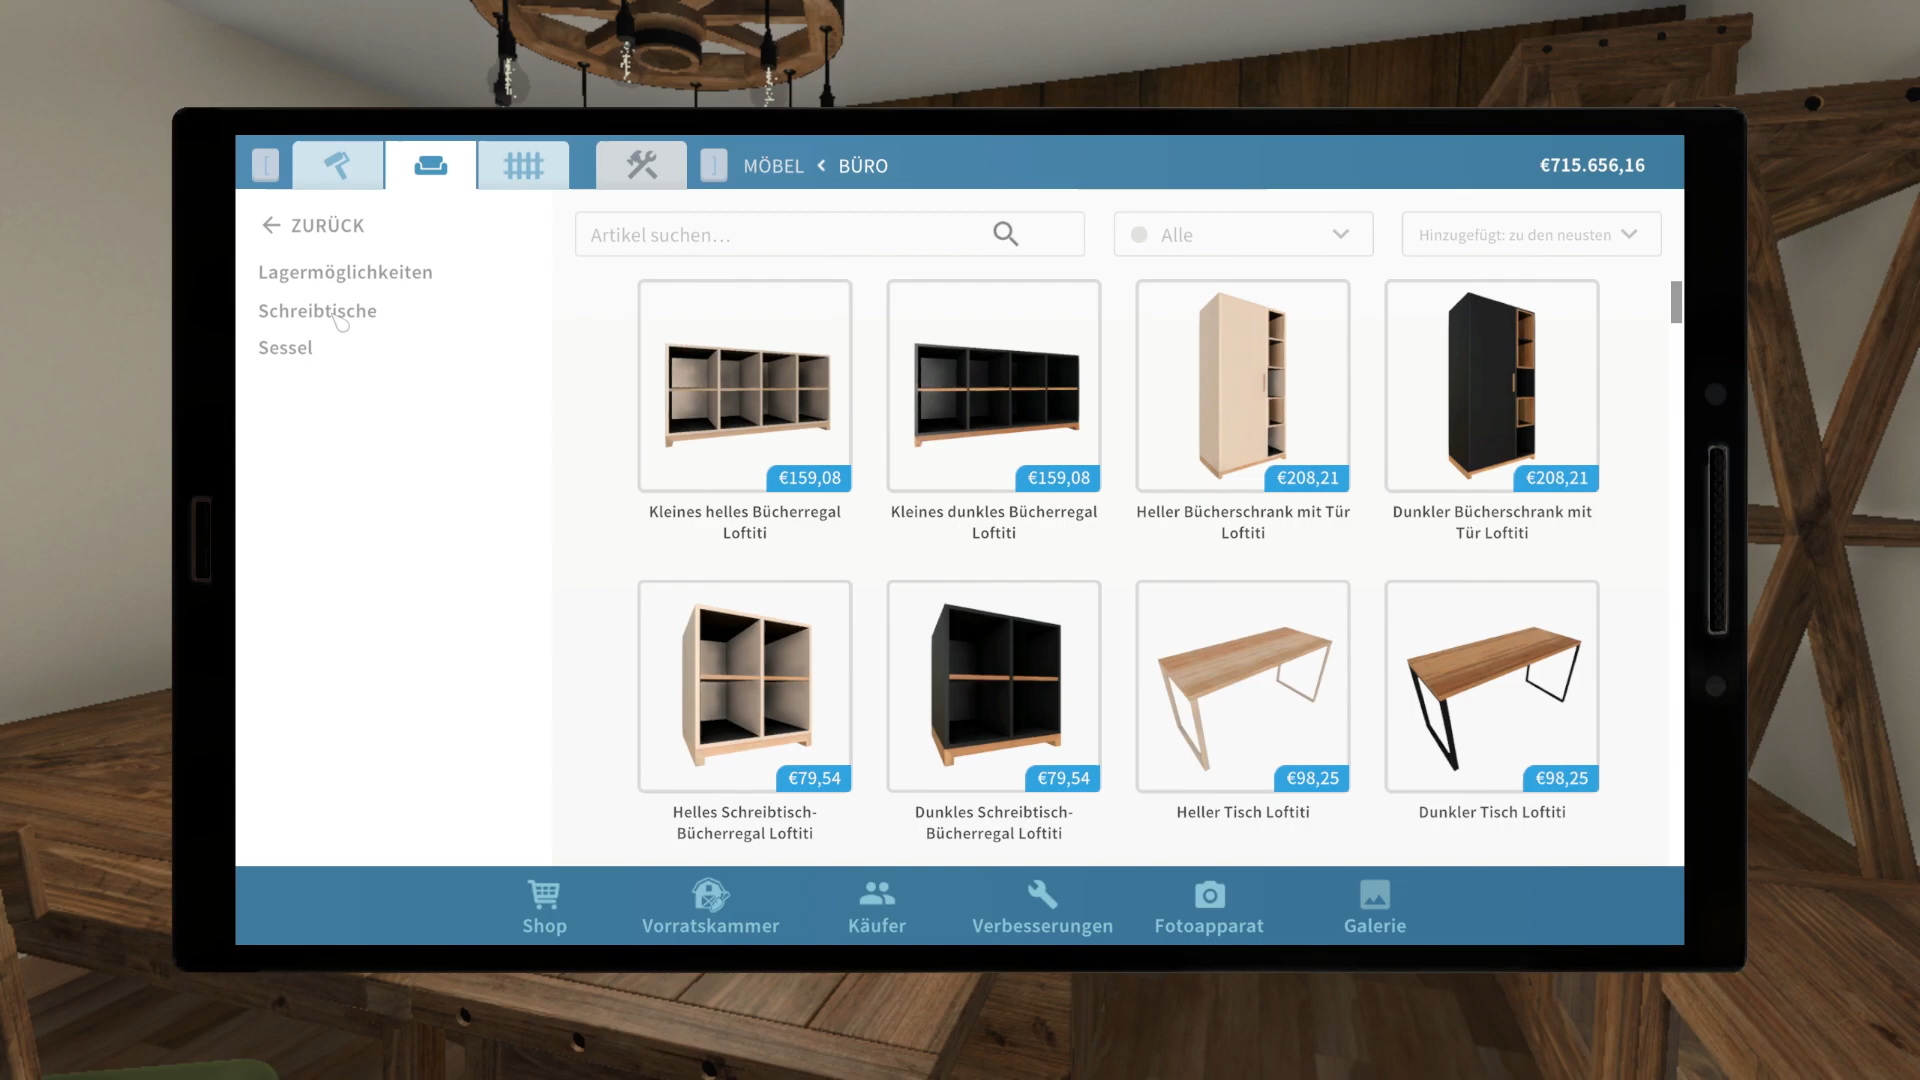 [
]
MÖBEL < BÜRO
€715.656,16
← ZURÜCK
Lagermöglichkeiten
Schreibtische
Sessel
Artikel suchen...
Alle
Hinzugefügt: zu den neusten
€159,08
€159,08
€208,21
€208,21
Kleines helles Bücherregal
Loftiti
Kleines dunkles Bücherregal
Loftiti
Heller Bücherschrank mit Tür
Loftiti
Dunkler Bücherschrank mit
Tür Loftiti
€79,54
€79,54
€98,25
€98,25
Helles Schreibtisch-
Bücherregal Loftiti
Dunkles Schreibtisch-
Bücherregal Loftiti
Heller Tisch Loftiti
Dunkler Tisch Loftiti
Shop
Vorratskammer
Käufer
Verbesserungen
Fotoapparat
Galerie